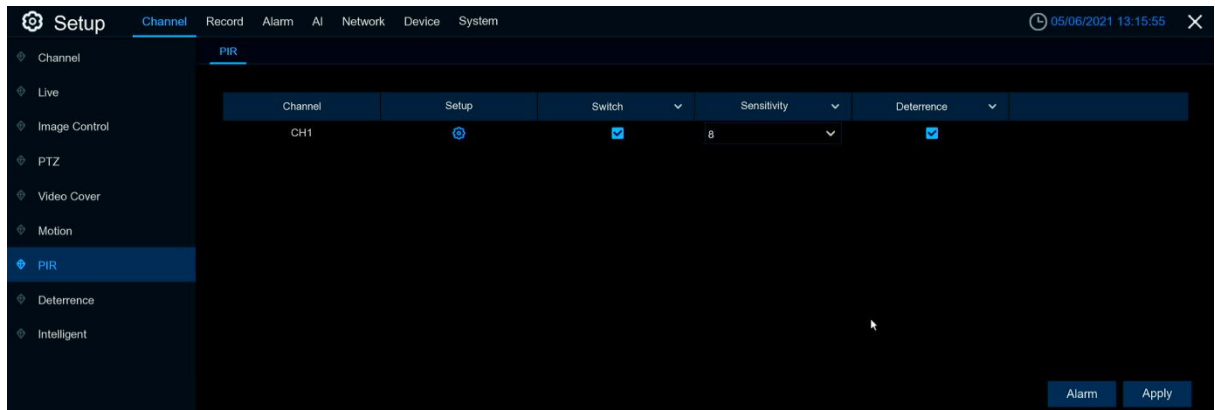 Setup Channel Record Alarm AI Network Device System 05/06/2021 13:15:55
Channel
PIR
Live
Channel Setup Switch Sensitivity Deterrence
Image Control
CH1 8
PTZ
Video Cover
Motion
PIR
Deterrence
Intelligent
Alarm Apply